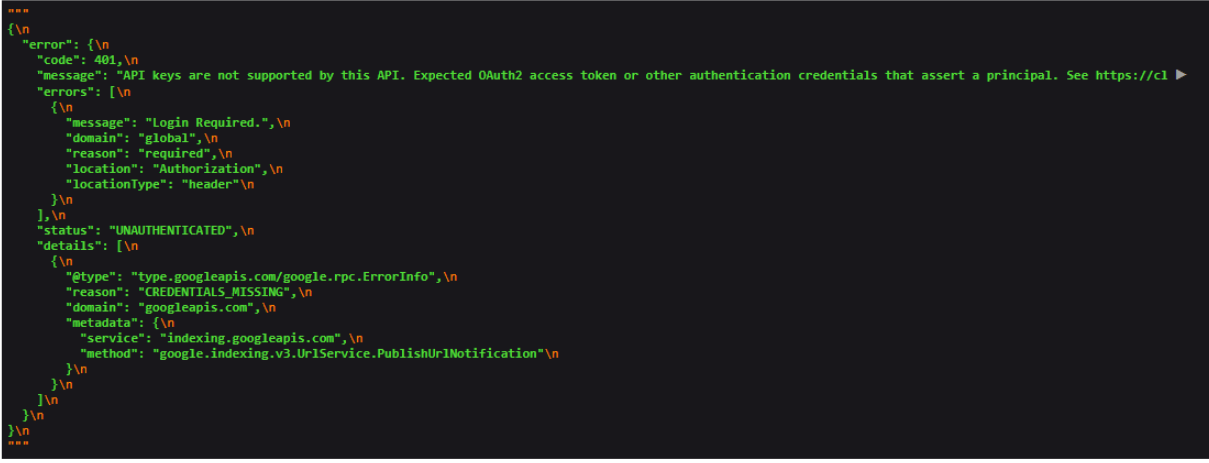 """
{\n
  "error": {\n
    "code": 401,\n
    "message": "API keys are not supported by this API. Expected OAuth2 access token or other authentication credentials that assert a principal. See https://cl ▶
    "errors": [\n
      {\n
        "message": "Login Required.",\n
        "domain": "global",\n
        "reason": "required",\n
        "location": "Authorization",\n
        "locationType": "header"\n
      }\n
    ],\n
    "status": "UNAUTHENTICATED",\n
    "details": [\n
      {\n
        "@type": "type.googleapis.com/google.rpc.ErrorInfo",\n
        "reason": "CREDENTIALS_MISSING",\n
        "domain": "googleapis.com",\n
        "metadata": {\n
          "service": "indexing.googleapis.com",\n
          "method": "google.indexing.v3.UrlService.PublishUrlNotification"\n
        }\n
      }\n
    ]\n
  }\n
}\n
"""